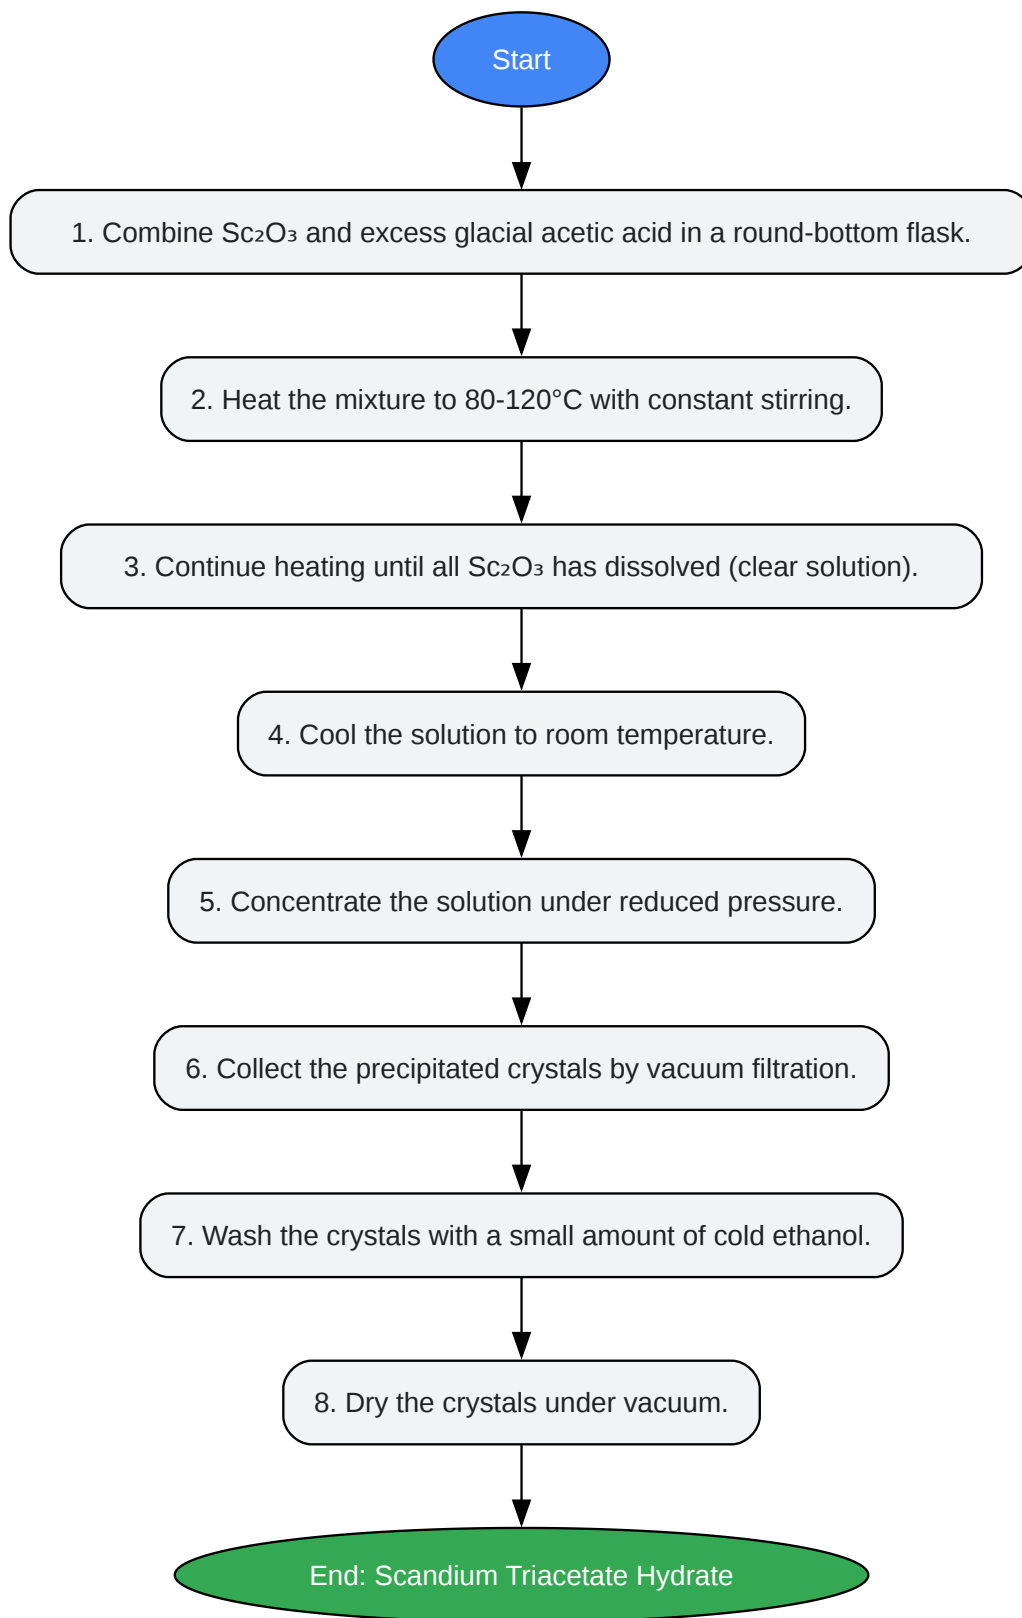 Start
1. Combine Sc₂O₃ and excess glacial acetic acid in a round-bottom flask.
2. Heat the mixture to 80-120°C with constant stirring.
3. Continue heating until all Sc₂O₃ has dissolved (clear solution).
4. Cool the solution to room temperature.
5. Concentrate the solution under reduced pressure.
6. Collect the precipitated crystals by vacuum filtration.
7. Wash the crystals with a small amount of cold ethanol.
8. Dry the crystals under vacuum.
End: Scandium Triacetate Hydrate